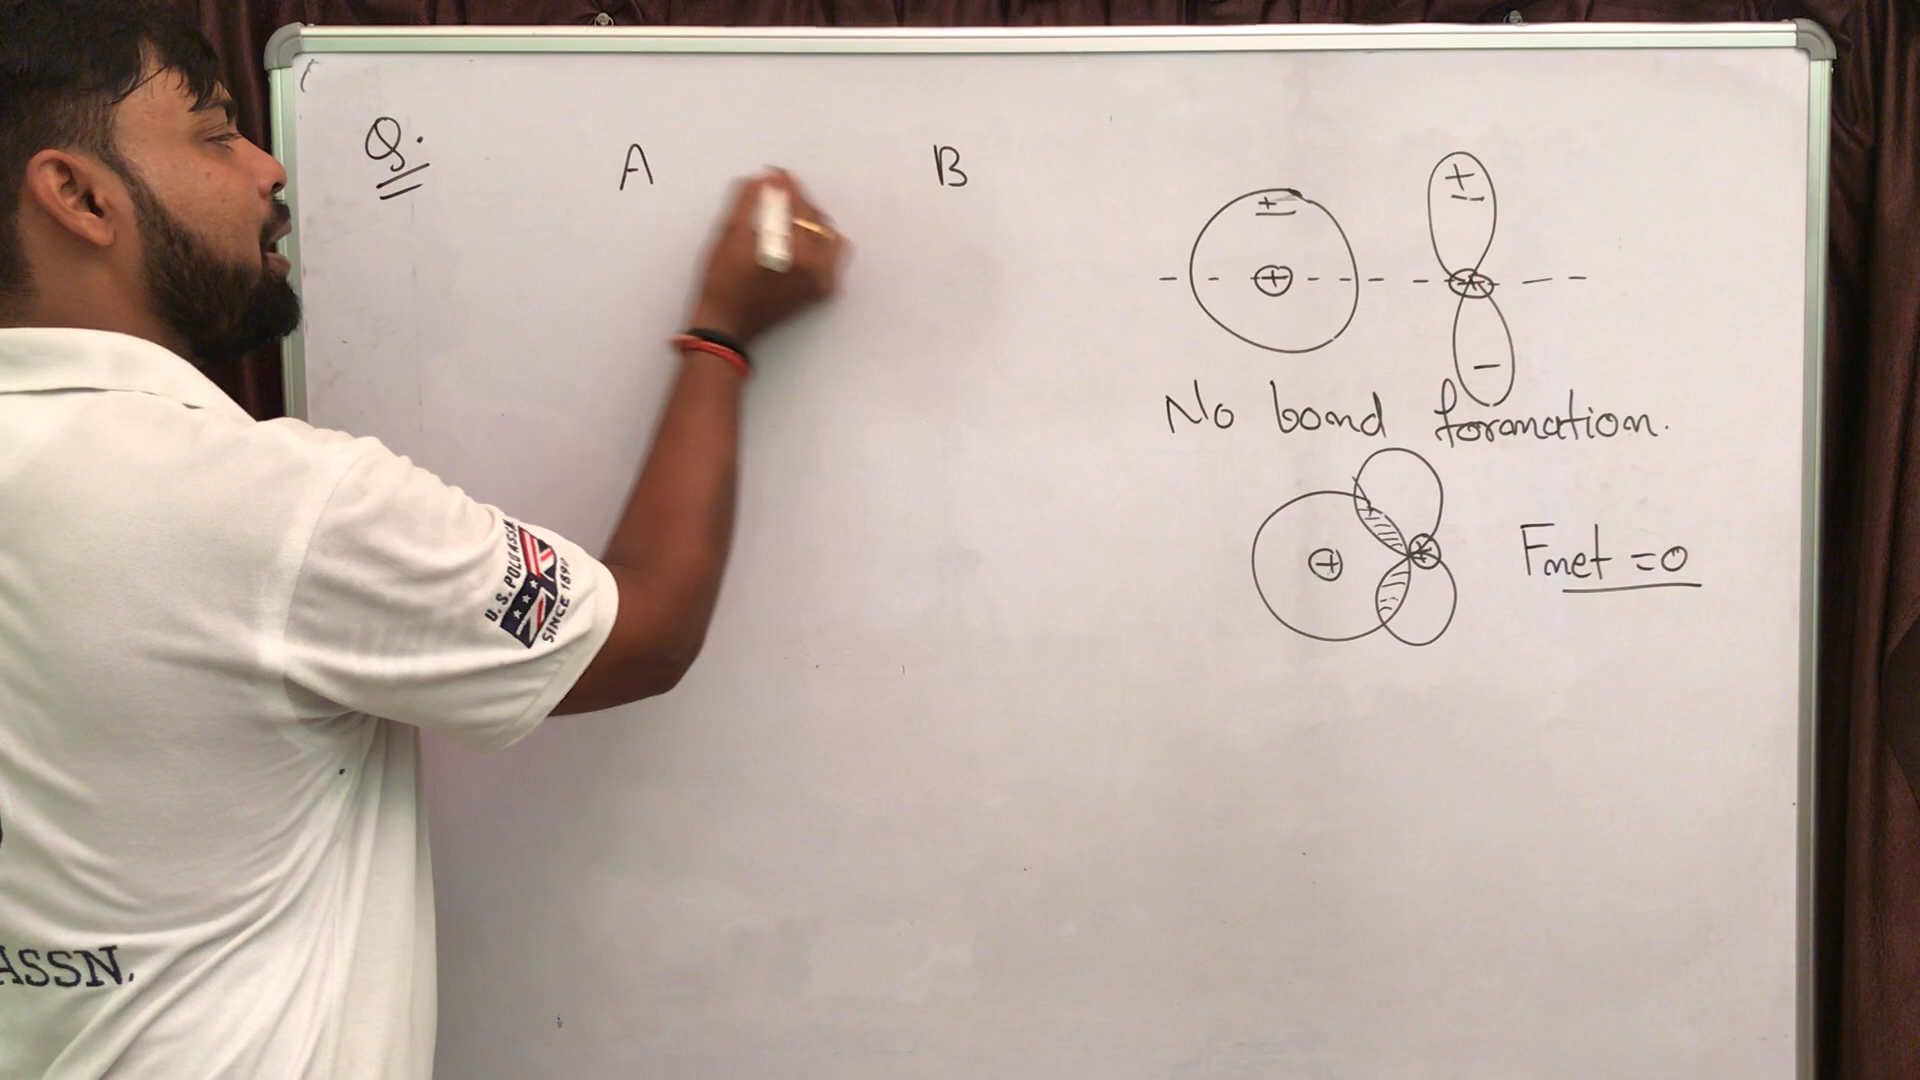 Q.
A B
+
+
+
-
No bond formation.
+
Fnet = 0
U.S. POLO ASSN.
SINCE 1890
ASSN.